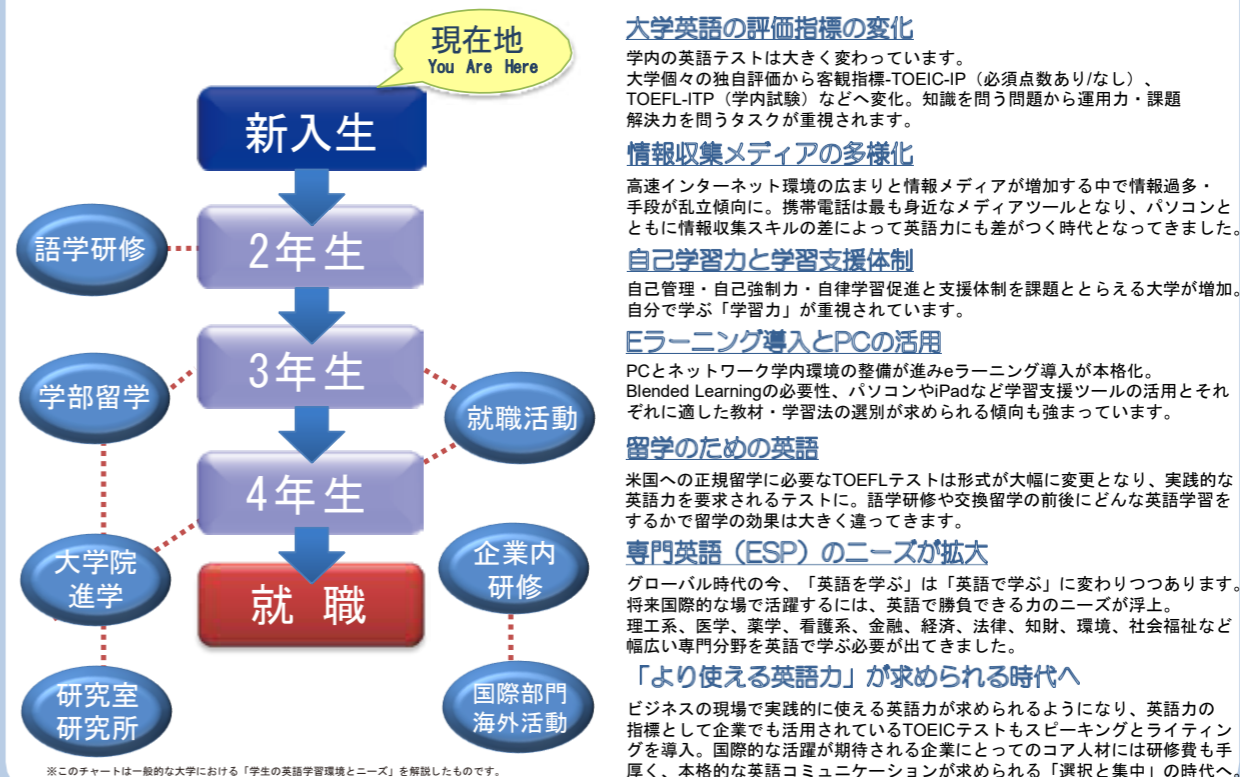 現在地
You Are Here
新入生
2年生
語学研修
3年生
学部留学
就職活動
4年生
大学院
進学
企業内
研修
就 職
研究室
研究所
国際部門
海外活動
※このチャートは一般的な大学における「学生の英語学習環境とニーズ」を解説したものです。
大学英語の評価指標の変化
学内の英語テストは大きく変わっています。
大学個々の独自評価から客観指標-TOEIC-IP（必須点数あり/なし）、
TOEFL-ITP（学内試験）などへ変化。知識を問う問題から運用力・課題
解決力を問うタスクが重視されます。
情報収集メディアの多様化
高速インターネット環境の広まりと情報メディアが増加する中で情報過多・
手段が乱立傾向に。携帯電話は最も身近なメディアツールとなり、パソコンと
ともに情報収集スキルの差によって英語力にも差がつく時代となってきました。
自己学習力と学習支援体制
自己管理・自己強制力・自律学習促進と支援体制を課題ととらえる大学が増加。
自分で学ぶ「学習力」が重視されています。
Eラーニング導入とPCの活用
PCとネットワーク学内環境の整備が進みeラーニング導入が本格化。
Blended Learningの必要性、パソコンやiPadなど学習支援ツールの活用とそれ
ぞれに適した教材・学習法の選別が求められる傾向も強まっています。
留学のための英語
米国への正規留学に必要なTOEFLテストは形式が大幅に変更となり、実践的な
英語力を要求されるテストに。語学研修や交換留学の前後にどんな英語学習を
するかで留学の効果は大きく違ってきます。
専門英語（ESP）のニーズが拡大
グローバル時代の今、「英語を学ぶ」は「英語で学ぶ」に変わりつつあります。
将来国際的な場で活躍するには、英語で勝負できる力のニーズが浮上。
理工系、医学、薬学、看護系、金融、経済、法律、知財、環境、社会福祉など
幅広い専門分野を英語で学ぶ必要が出てきました。
「より使える英語力」が求められる時代へ
ビジネスの現場で実践的に使える英語力が求められるようになり、英語力の
指標として企業でも活用されているTOEICテストもスピーキングとライティン
グを導入。国際的な活躍が期待される企業にとってのコア人材には研修費も手
厚く、本格的な英語コミュニケーションが求められる「選択と集中」の時代へ。